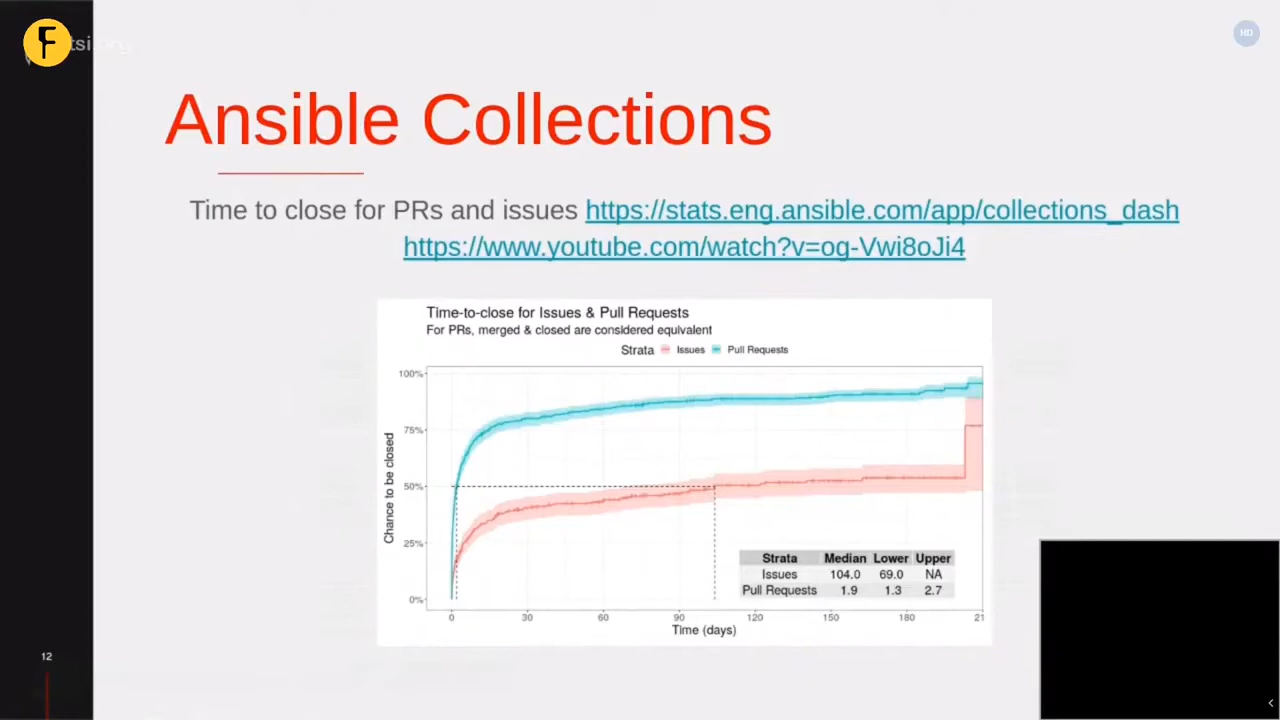 F
HD
Ansible Collections
Time to close for PRs and issues https://stats.eng.ansible.com/app/collections_dash
https://www.youtube.com/watch?v=og-Vwi8oJi4
Time-to-close for Issues & Pull Requests
For PRs, merged & closed are considered equivalent
Strata Issues Pull Requests
100%
75%
50%
25%
0%
Chance to be closed
Strata Median Lower Upper
Issues 104.0 69.0 NA
Pull Requests 1.9 1.3 2.7
0 30 60 90 120 150 180 21
Time (days)
12